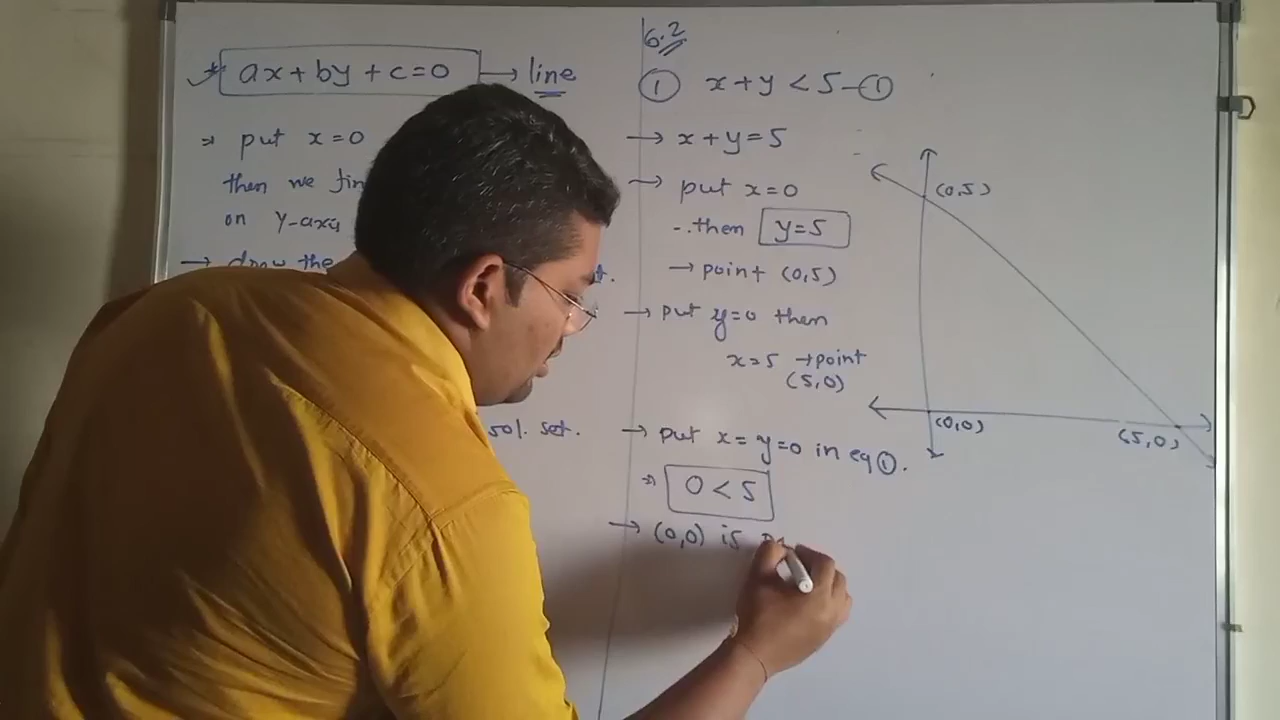 ax+by+c=0 → line
⇒ put x=0
then we
on Y-axis
→ draw the
sol. set.
6.2
① x+y<5-①
→ x+y=5
→ put x=0
then y=5
→ point (0,5)
→ put y=0 then
x=5 → point
(5,0)
→ put x=y=0 in eq ①.
⇒ 0<5
→ (0,0) is
(0,5)
(0,0)
(5,0)